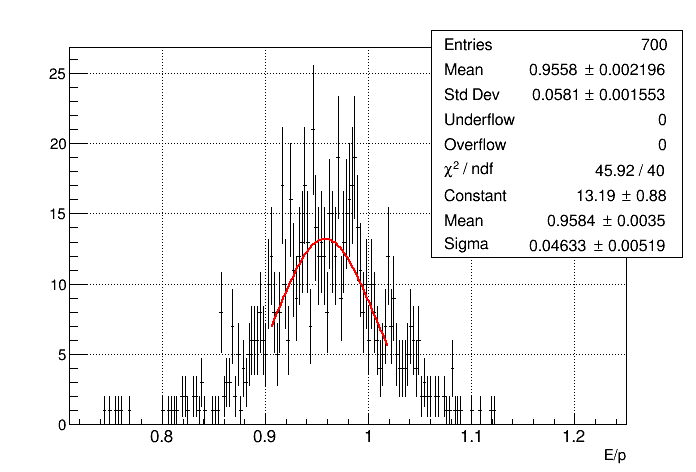 Entries 700
Mean 0.9558 ± 0.002196
Std Dev 0.0581 ± 0.001553
Underflow 0
Overflow 0
χ² / ndf 45.92 / 40
Constant 13.19 ± 0.88
Mean 0.9584 ± 0.0035
Sigma 0.04633 ± 0.00519
25
20
15
10
5
0
0.8 0.9 1 1.1 1.2
E/p